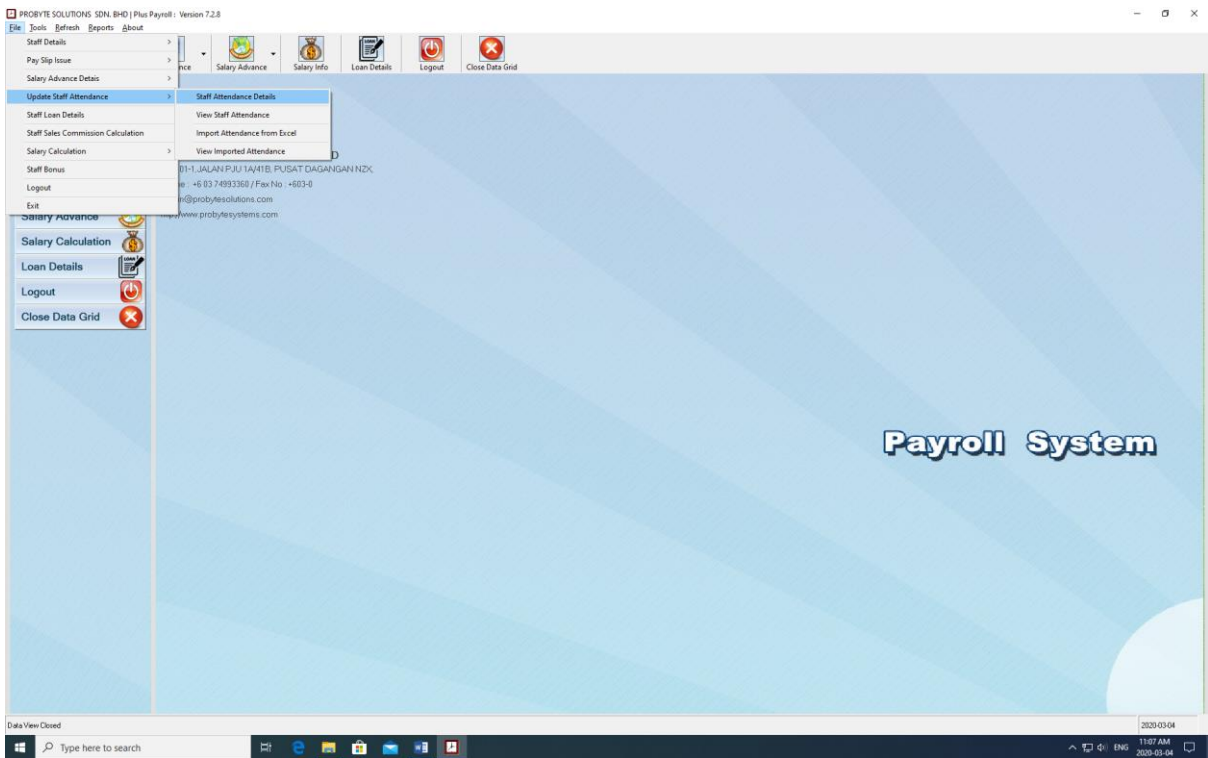 PROBYTE SOLUTIONS SDN. BHD | Plus Payroll : Version 7.2.8
File Tools Refresh Reports About
Staff Details
Pay Slip Issue
Salary Advance Detais
Update Staff Attendance
Staff Loan Details
Staff Sales Commission Calculation
Salary Calculation
Staff Bonus
Logout
Exit
Staff Attendance Details
View Staff Attendance
Import Attendance from Excel
View Imported Attendance
nce Salary Advance Salary Info Loan Details Logout Close Data Grid
D
01-1, JALAN PJU 1A/41B, PUSAT DAGANGAN NZX,
e : +6 03 74993360 / Fax No : +603-0
n@probytesolutions.com
www.probytesystems.com
Salary Advance
Salary Calculation
Loan Details
Logout
Close Data Grid
Payroll System
Data View Closed
2020-03-04
Type here to search
ENG
11:07 AM
2020-03-04